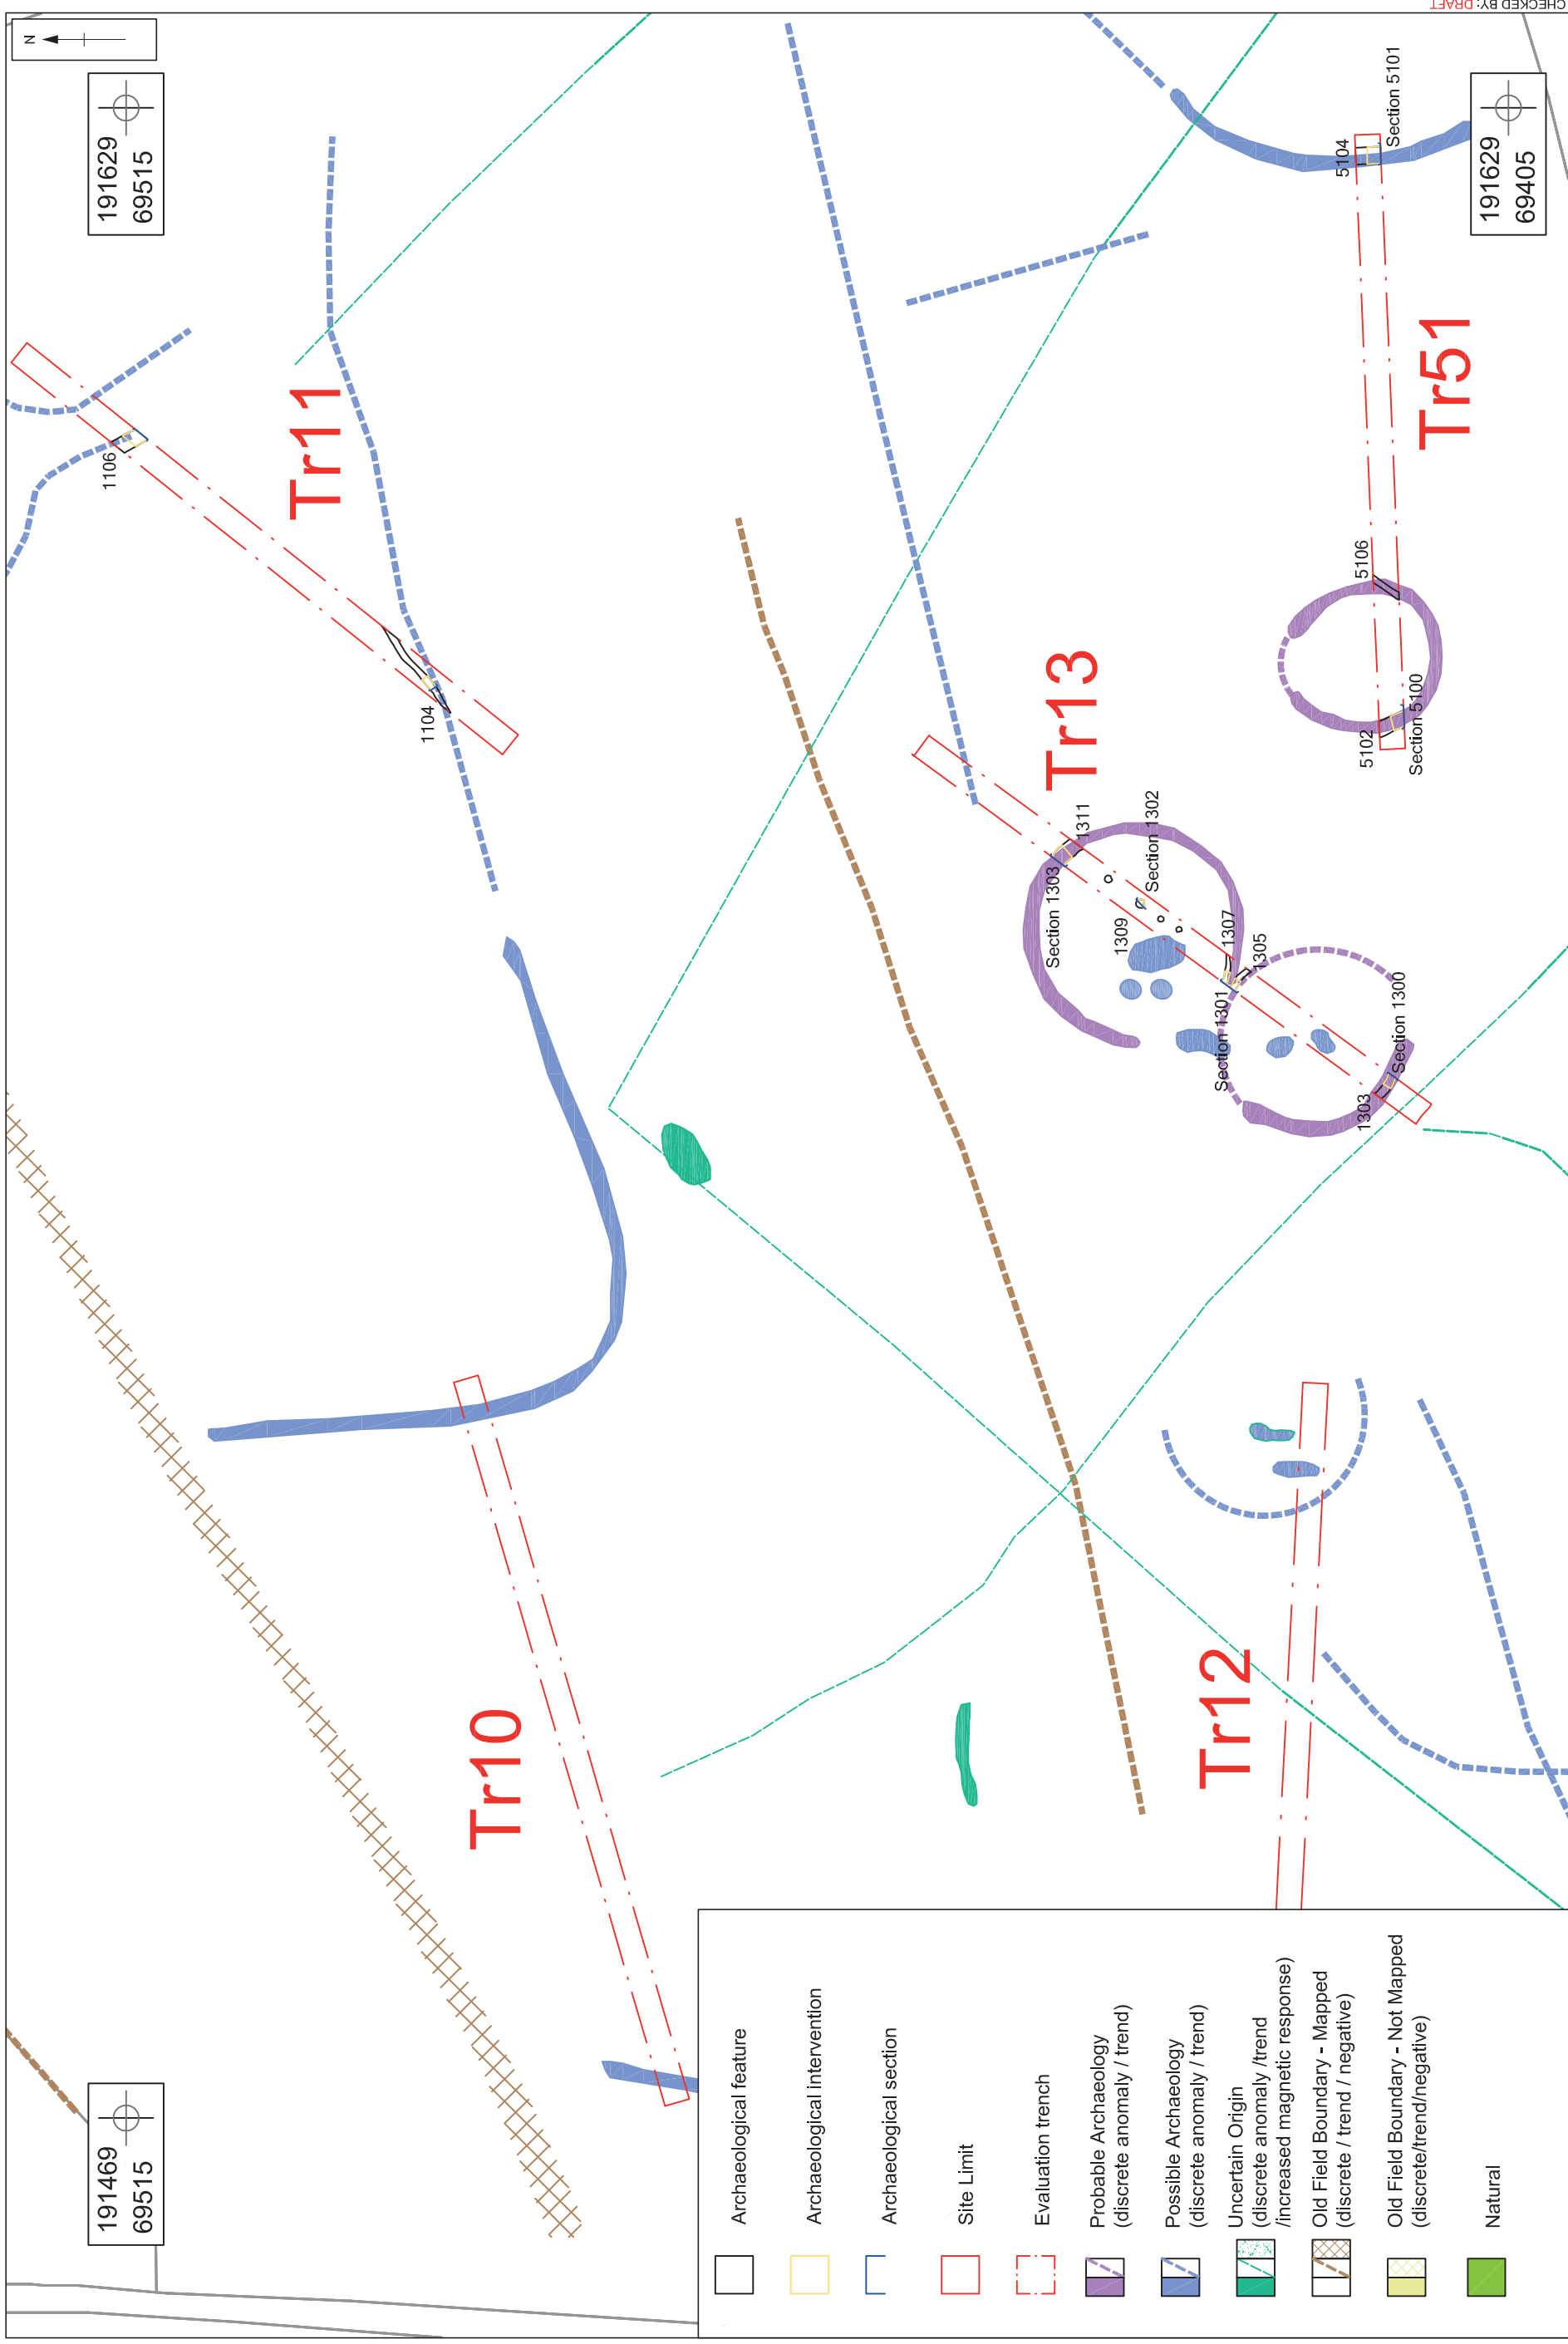 191469
69515
191629
69515
N
Tr10
Tr11
1106
1104
Tr13
Section 1303
1311
Section 1302
1309
1307
1305
Section 1301
1303
Section 1300
Tr12
Tr51
5104
Section 5101
5106
5102
Section 5100
191629
69405
Archaeological feature
Archaeological intervention
Archaeological section
Site Limit
Evaluation trench
Probable Archaeology
(discrete anomaly / trend)
Possible Archaeology
(discrete anomaly / trend)
Uncertain Origin
(discrete anomaly /trend
/increased magnetic response)
Old Field Boundary - Mapped
(discrete / trend / negative)
Old Field Boundary - Not Mapped
(discrete/trend/negative)
Natural
CHECKED BY: DRAFT